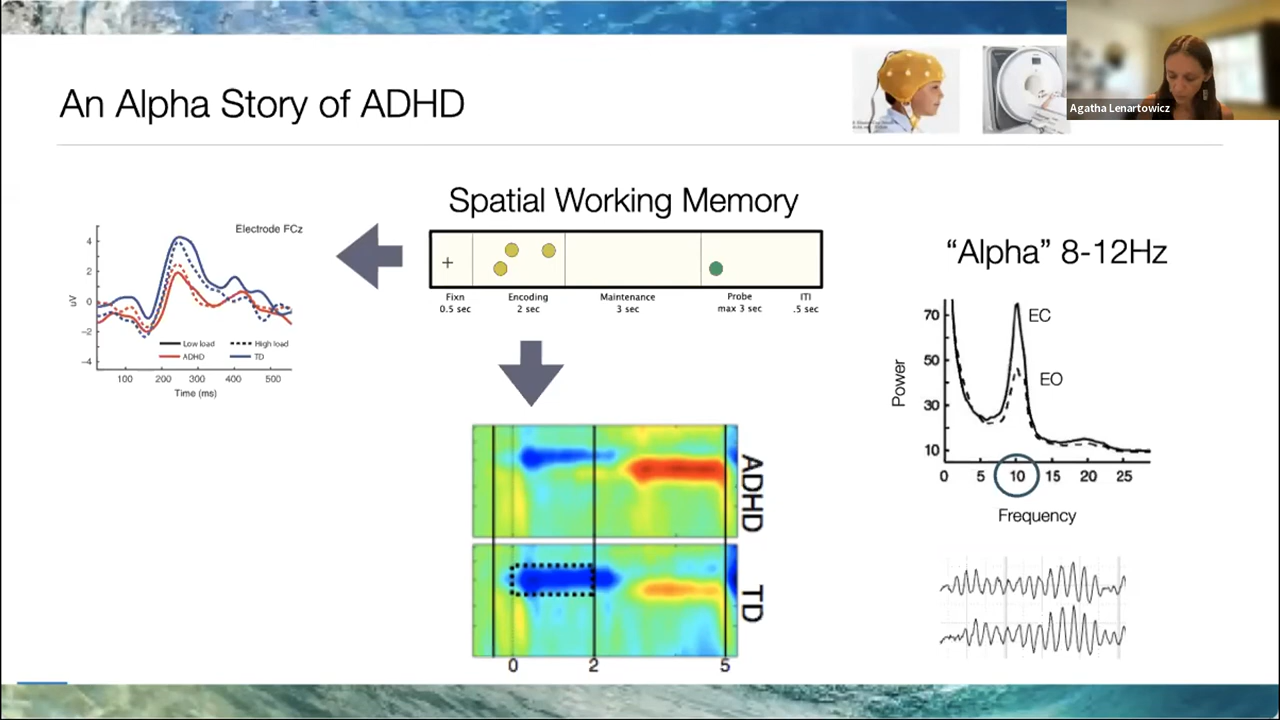 An Alpha Story of ADHD
Agatha Lenartowicz
Spatial Working Memory
Electrode FCz
4
2
0
−2
−4
uV
Low load
High load
ADHD
TD
100 200 300 400 500
Time (ms)
+
Fixn Encoding Maintenance Probe ITI
0.5 sec 2 sec 3 sec max 3 sec .5 sec
“Alpha” 8-12Hz
70
50
30
10
Power
EC
EO
0 5 10 15 20 25
Frequency
ADHD
TD
0 2 5